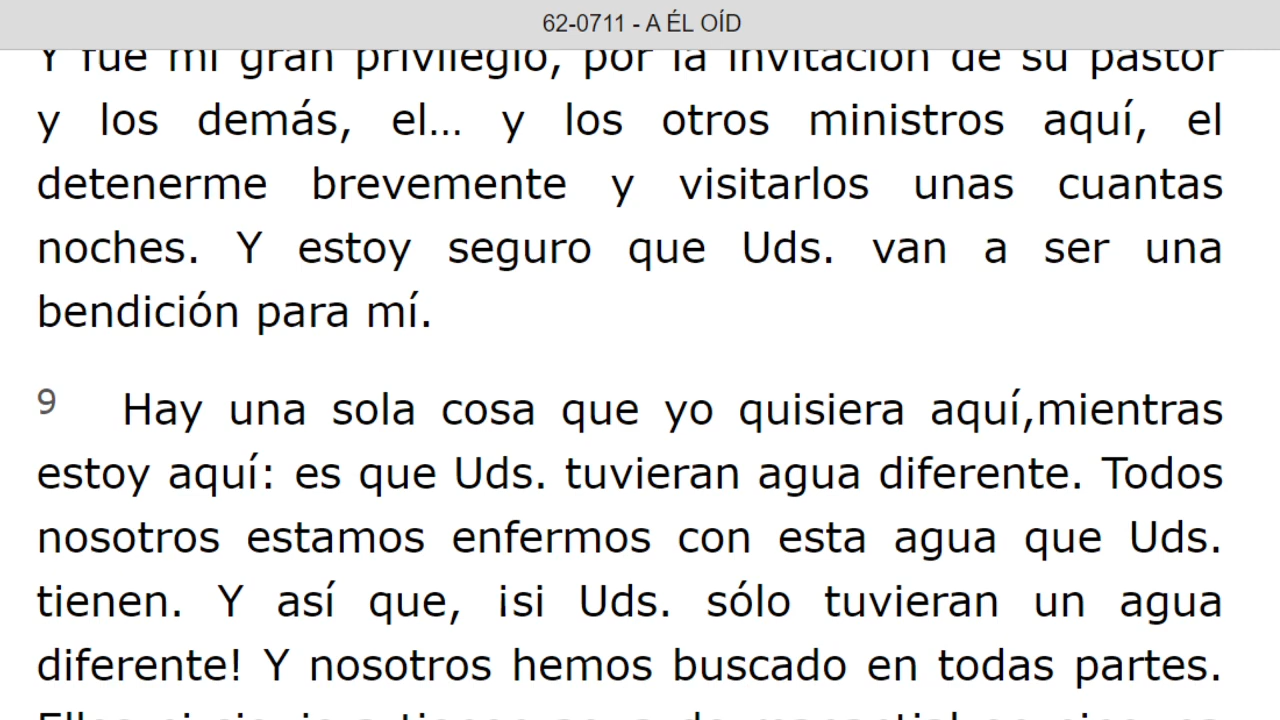 62-0711 - A ÉL OÍD
Y fue mi gran privilegio, por la invitación de su pastor
y los demás, el... y los otros ministros aquí, el
detenerme brevemente y visitarlos unas cuantas
noches. Y estoy seguro que Uds. van a ser una
bendición para mí.
9 Hay una sola cosa que yo quisiera aquí,mientras
estoy aquí: es que Uds. tuvieran agua diferente. Todos
nosotros estamos enfermos con esta agua que Uds.
tienen. Y así que, ¡si Uds. sólo tuvieran un agua
diferente! Y nosotros hemos buscado en todas partes.